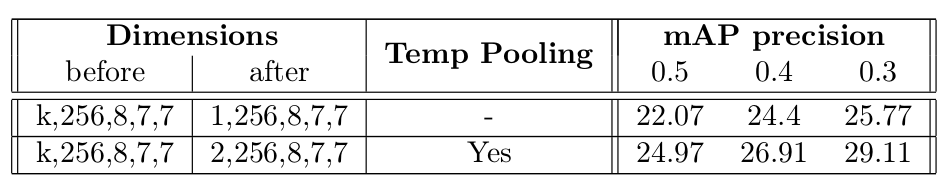 Dimensions Temp Pooling mAP precision
before after 0.5 0.4 0.3
k,256,8,7,7 1,256,8,7,7 - 22.07 24.4 25.77
k,256,8,7,7 2,256,8,7,7 Yes 24.97 26.91 29.11